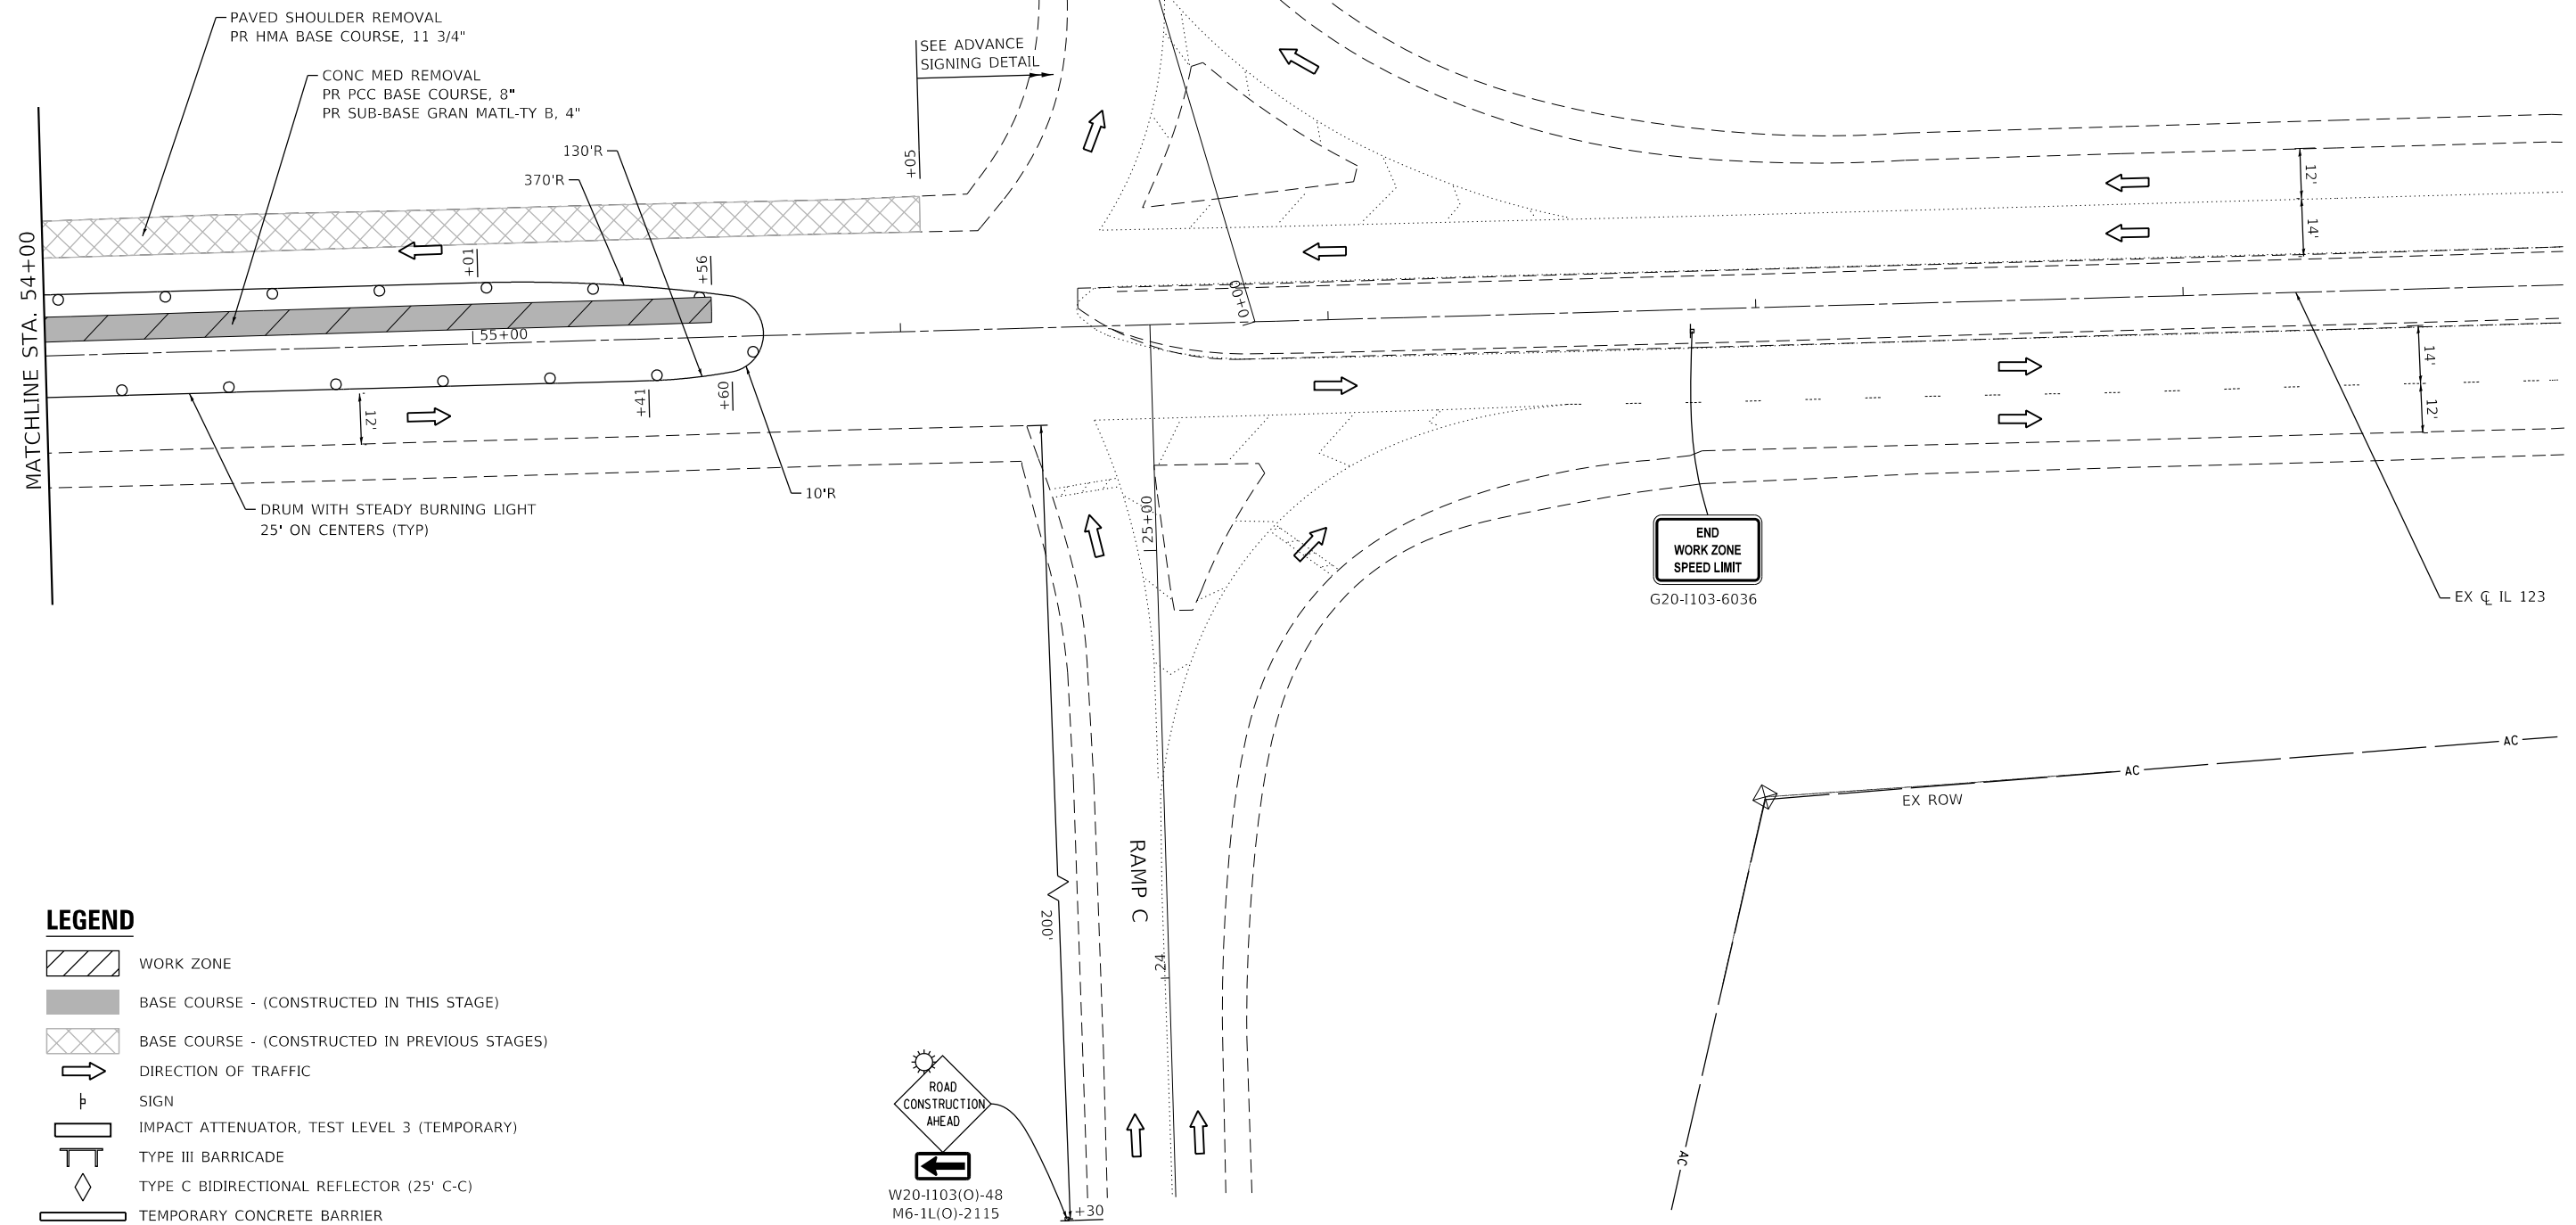 PAVED SHOULDER REMOVAL
PR HMA BASE COURSE, 11 3/4"
CONC MED REMOVAL
PR PCC BASE COURSE, 8"
PR SUB-BASE GRAN MATL-TY B, 4"
SEE ADVANCE
SIGNING DETAIL
+05
130'R
370'R
12'
14'
MATCHLINE STA. 54+00
+01
+56
00+0
55+00
+41
+60
12'
14'
12'
10'R
DRUM WITH STEADY BURNING LIGHT
25' ON CENTERS (TYP)
25+00
END
WORK ZONE
SPEED LIMIT
G20-I103-6036
EX ℄ IL 123
AC
AC
EX ROW
RAMP C
200'
24
AC
LEGEND
WORK ZONE
BASE COURSE - (CONSTRUCTED IN THIS STAGE)
BASE COURSE - (CONSTRUCTED IN PREVIOUS STAGES)
DIRECTION OF TRAFFIC
SIGN
IMPACT ATTENUATOR, TEST LEVEL 3 (TEMPORARY)
TYPE III BARRICADE
TYPE C BIDIRECTIONAL REFLECTOR (25' C-C)
TEMPORARY CONCRETE BARRIER
ROAD
CONSTRUCTION
AHEAD
W20-I103(O)-48
M6-1L(O)-2115
+30